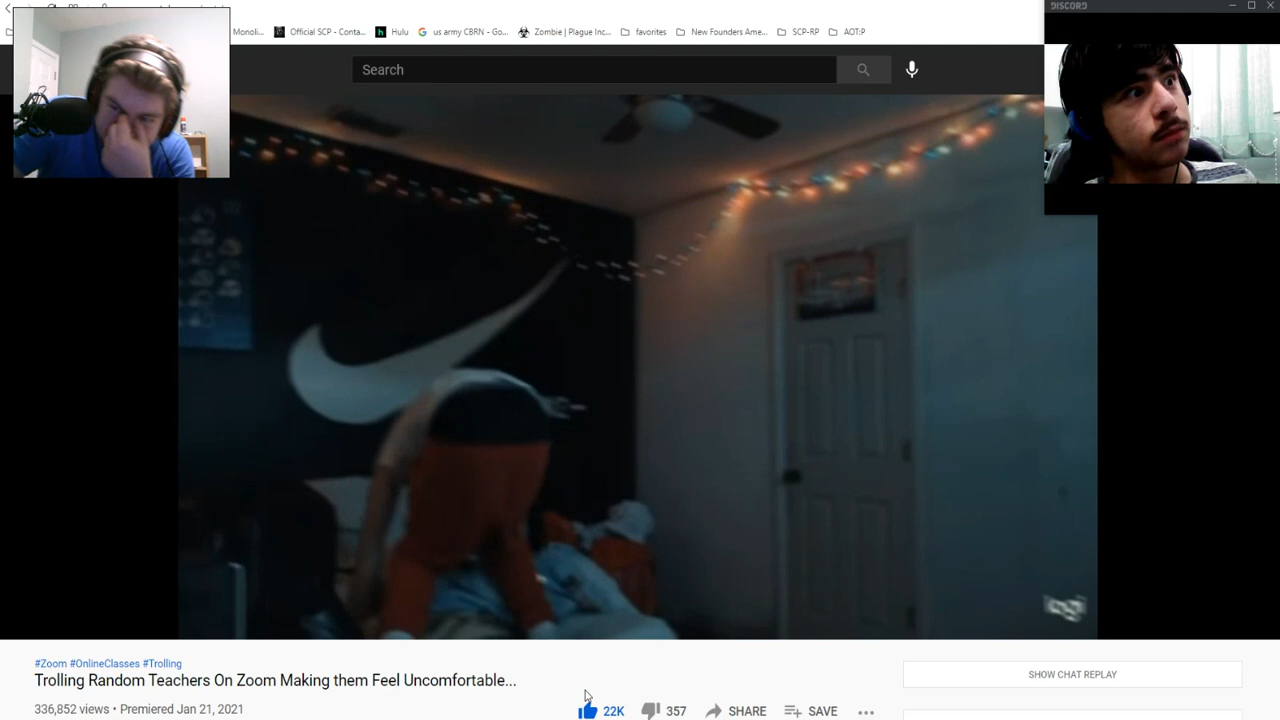 DISCORD
Monoli... Official SCP - Conta... Hulu us army CBRN - Go... Zombie | Plague Inc... favorites New Founders Ame... SCP-RP AOT:P
Search
#Zoom #OnlineClasses #Trolling
Trolling Random Teachers On Zoom Making them Feel Uncomfortable...
336,852 views • Premiered Jan 21, 2021
22K 357 SHARE SAVE
SHOW CHAT REPLAY